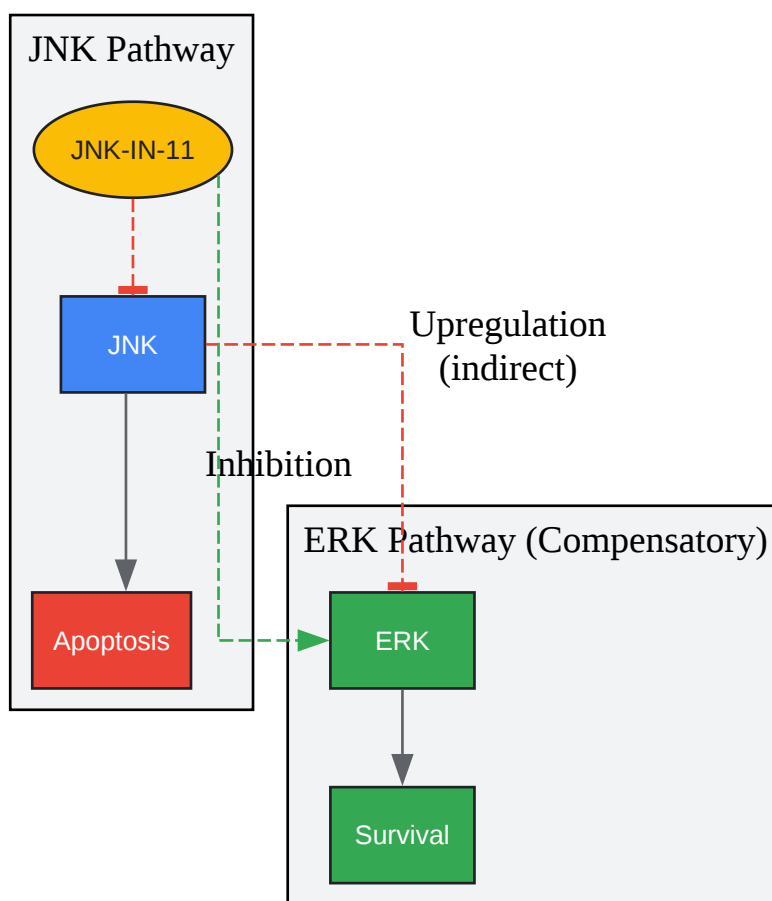 JNK Pathway
JNK-IN-11
JNK
Upregulation
(indirect)
Inhibition
ERK Pathway (Compensatory)
Apoptosis
ERK
Survival